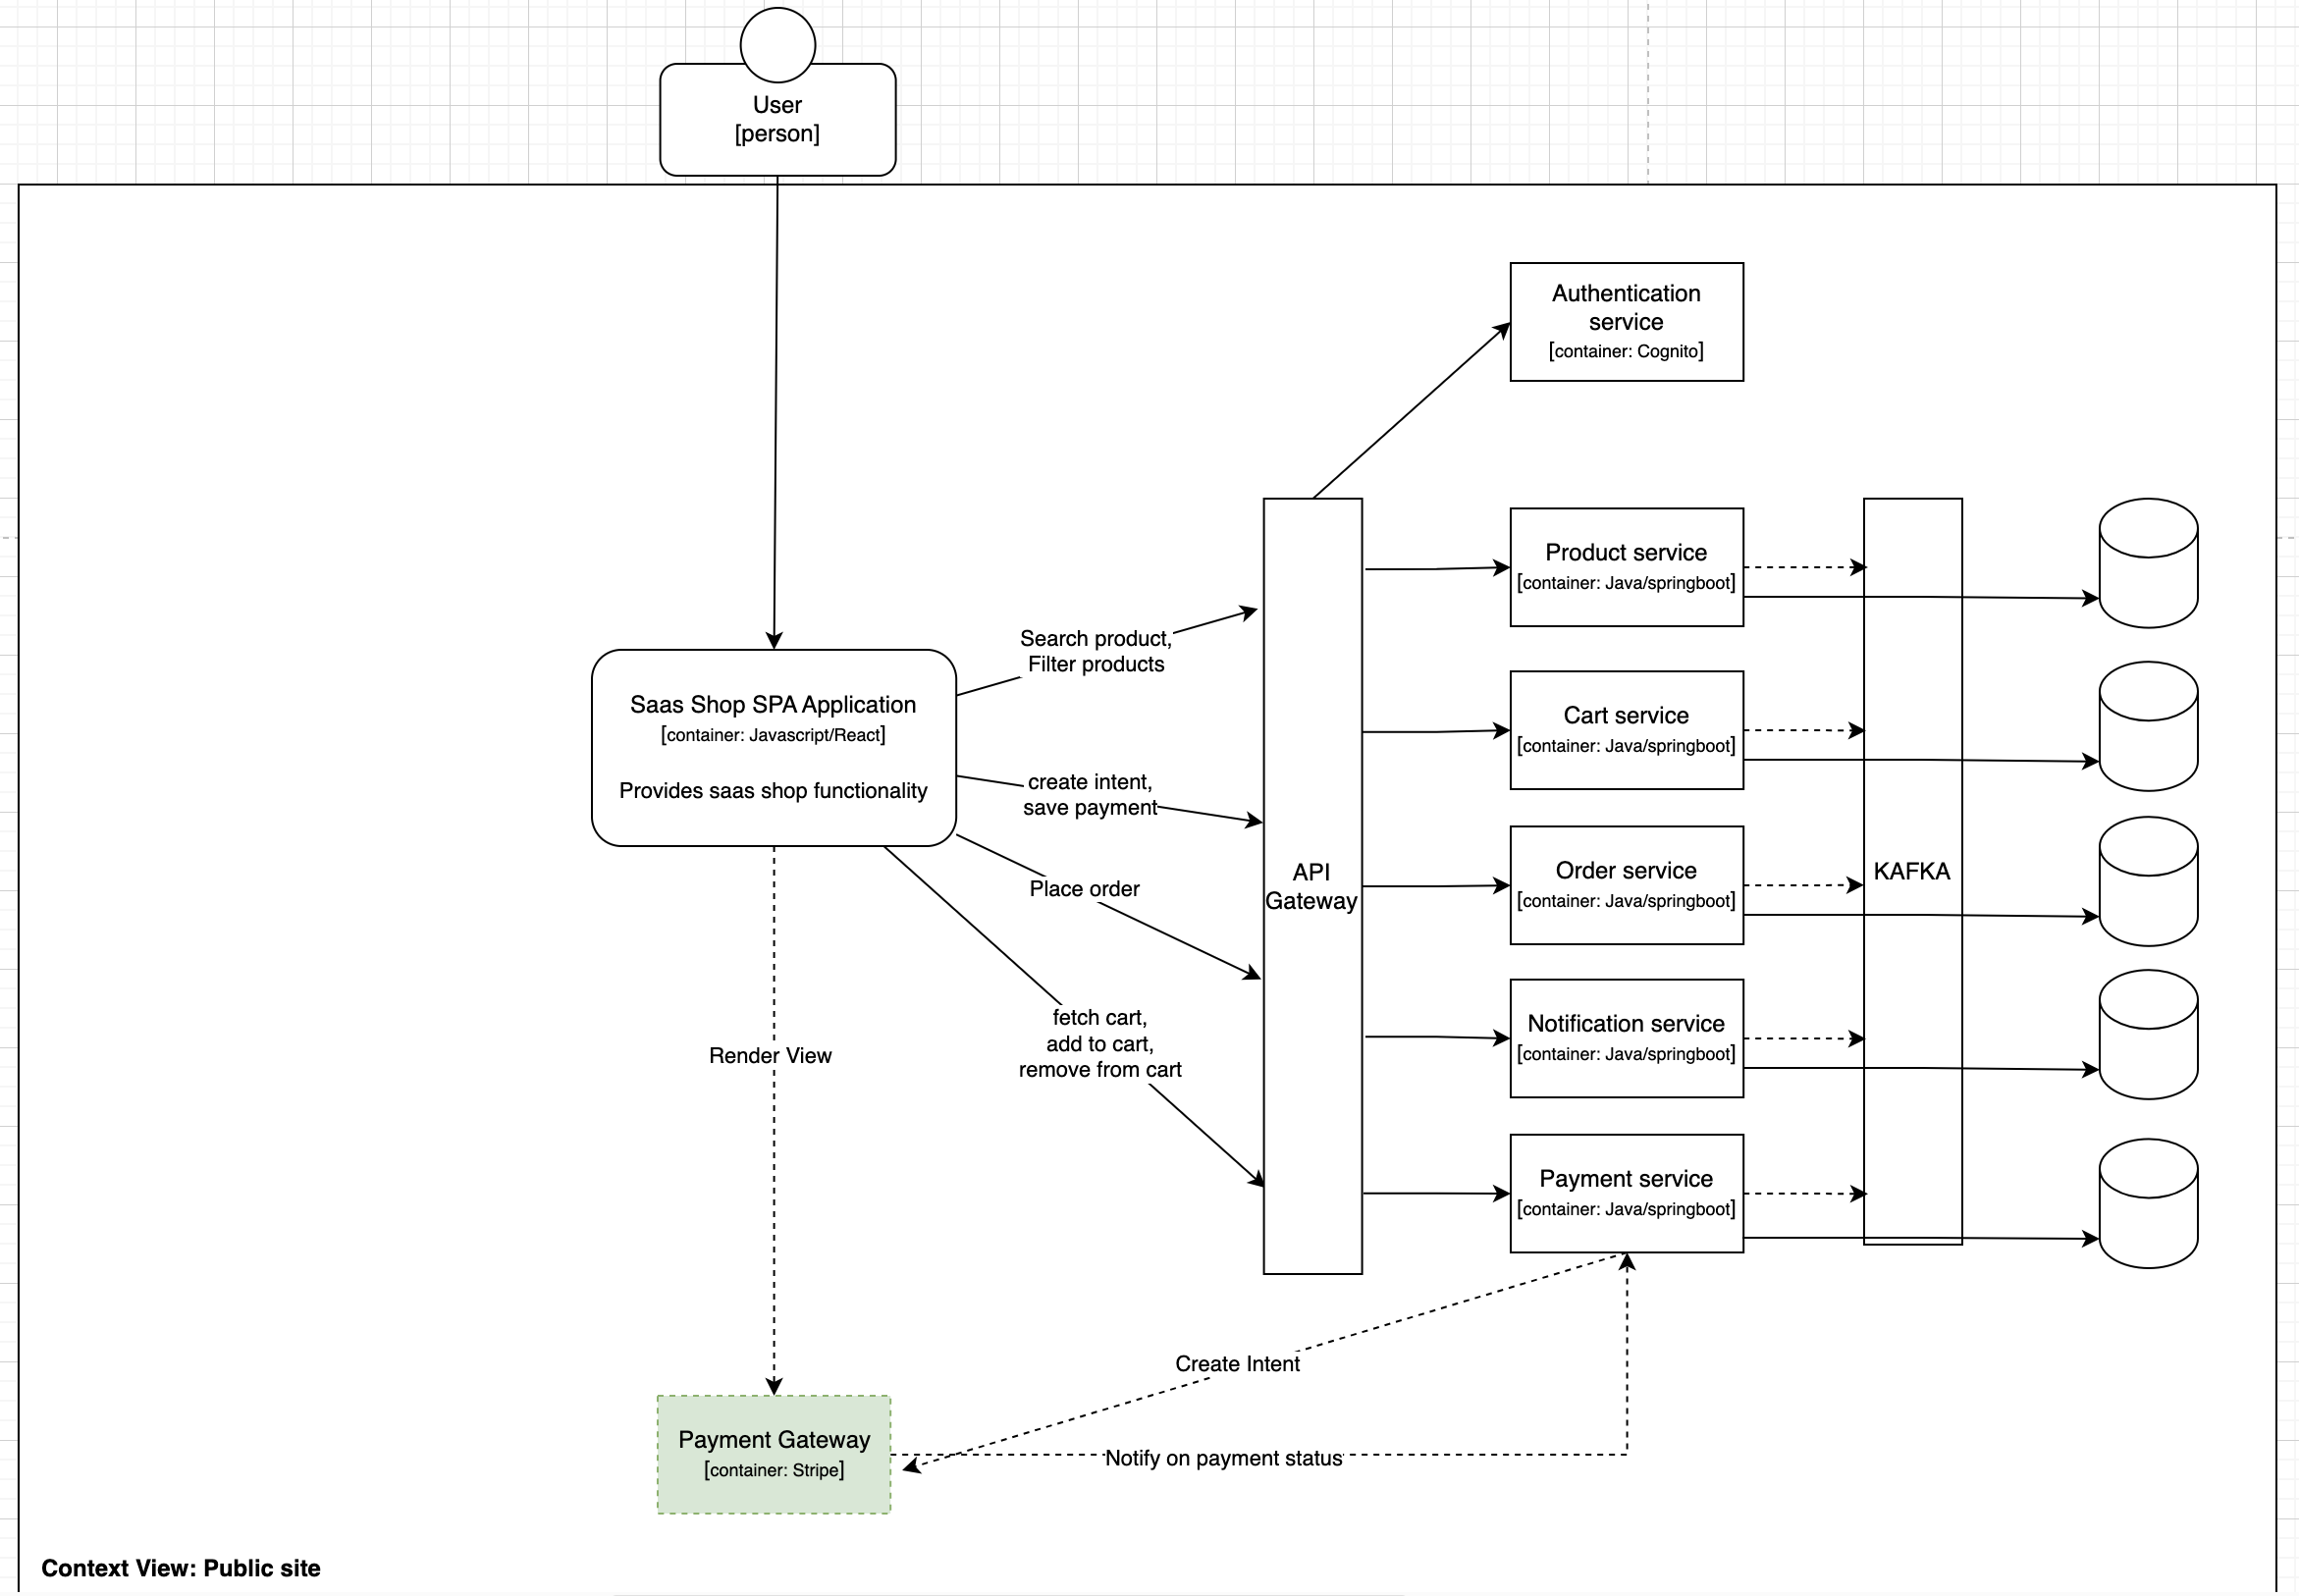 User
[person]
Authentication
service
[container: Cognito]
Product service
[container: Java/springboot]
Search product,
Filter products
Saas Shop SPA Application
[container: Javascript/React]
Provides saas shop functionality
Cart service
[container: Java/springboot]
create intent,
save payment
API
Gateway
Order service
[container: Java/springboot]
KAFKA
Place order
fetch cart,
add to cart,
remove from cart
Notification service
[container: Java/springboot]
Render View
Payment service
[container: Java/springboot]
Create Intent
Payment Gateway
[container: Stripe]
Notify on payment status
Context View: Public site